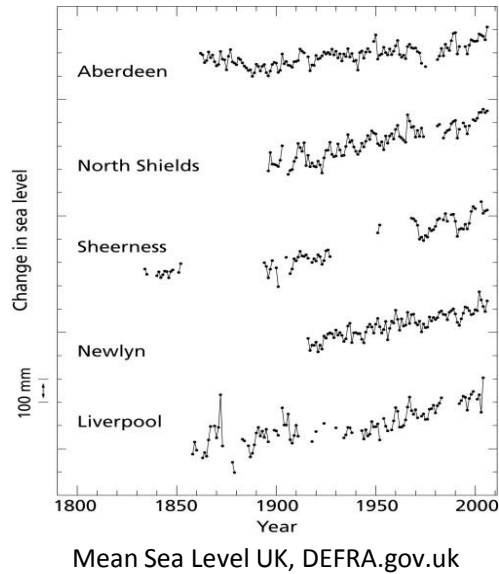 Aberdeen
North Shields
Sheerness
Newlyn
Liverpool
Change in sea level
100 mm
1800 1850 1900 1950 2000
Year
Mean Sea Level UK, DEFRA.gov.uk